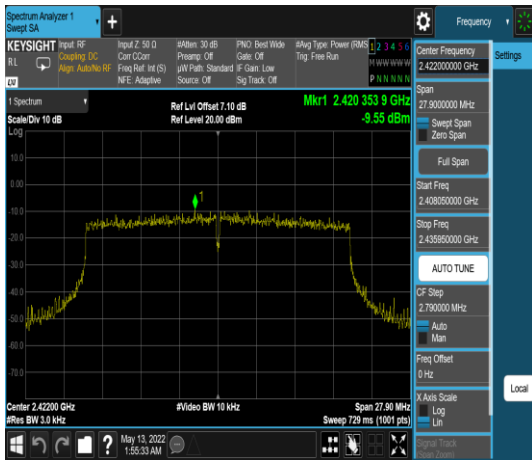 Spectrum Analyzer 1
Swept SA
+
Frequency
KEYSIGHT
RL
LXI
Input: RF
Coupling: DC
Align: Auto/No RF
Input Z: 50 Ω
Corr CCorr
Freq Ref: Int (S)
NFE: Adaptive
#Atten: 30 dB
Preamp: Off
µW Path: Standard
Source: Off
PNO: Best Wide
Gate: Off
IF Gain: Low
Sig Track: Off
#Avg Type: Power (RMS
Trig: Free Run
1 2 3 4 5 6
M W W W W W
P N N N N N
1 Spectrum
Scale/Div 10 dB
Ref Lvl Offset 7.10 dB
Ref Level 20.00 dBm
Mkr1 2.420 353 9 GHz
-9.55 dBm
Log
10.0
0.00
-10.0
-20.0
-30.0
-40.0
-50.0
-60.0
-70.0
1
Center 2.42200 GHz
#Res BW 3.0 kHz
#Video BW 10 kHz
Span 27.90 MHz
Sweep 729 ms (1001 pts)
May 13, 2022
1:55:33 AM
Center Frequency
2.422000000 GHz
Span
27.9000000 MHz
Swept Span
Zero Span
Full Span
Start Freq
2.408050000 GHz
Stop Freq
2.435950000 GHz
AUTO TUNE
CF Step
2.790000 MHz
Auto
Man
Freq Offset
0 Hz
X Axis Scale
Log
Lin
Signal Track
(Span Zoom)
Settings
Local